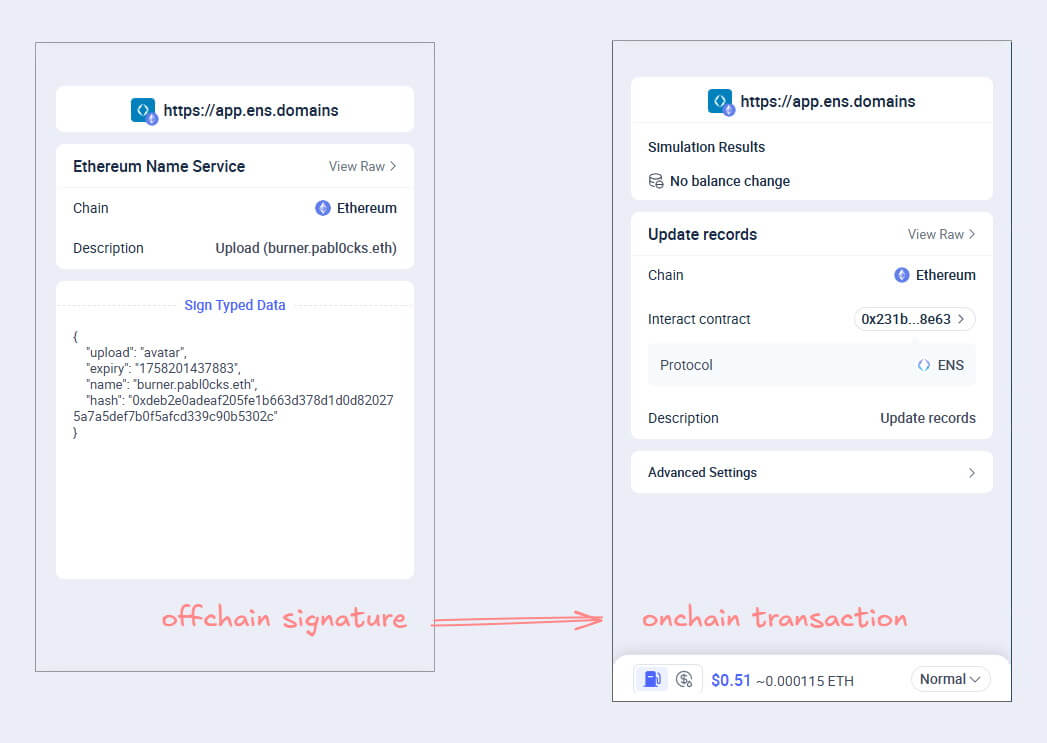 https://app.ens.domains
Ethereum Name Service
View Raw
Chain
Ethereum
Description
Upload (burner.pabl0cks.eth)
Sign Typed Data
{
"upload": "avatar",
"expiry": "1758201437883",
"name": "burner.pabl0cks.eth",
"hash": "0xdeb2e0adeaf205fe1b663d378d1d0d82027
5a7a5def7b0f5afcd339c90b5302c"
}
offchain signature
https://app.ens.domains
Simulation Results
No balance change
Update records
View Raw
Chain
Ethereum
Interact contract
0x231b...8e63
Protocol
ENS
Description
Update records
Advanced Settings
onchain transaction
$0.51 ~0.000115 ETH
Normal